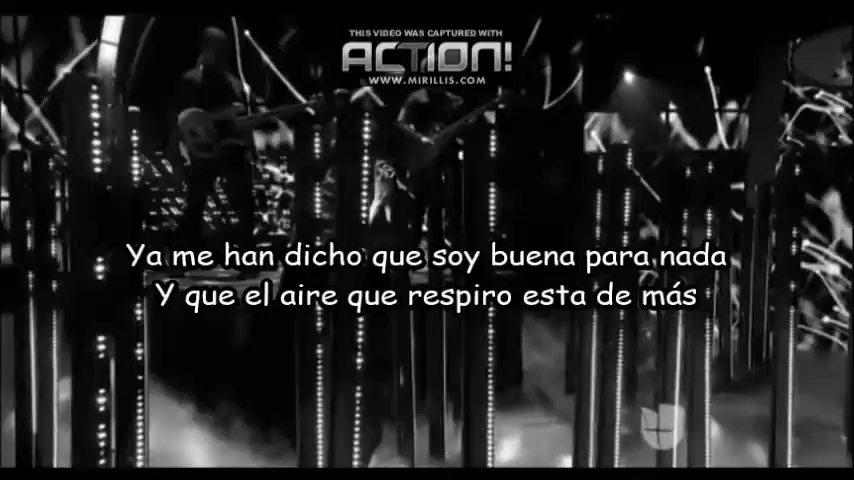 THIS VIDEO WAS CAPTURED WITH
ACTION!
WWW.MIRILLIS.COM
Ya me han dicho que soy buena para nada
Y que el aire que respiro esta de más